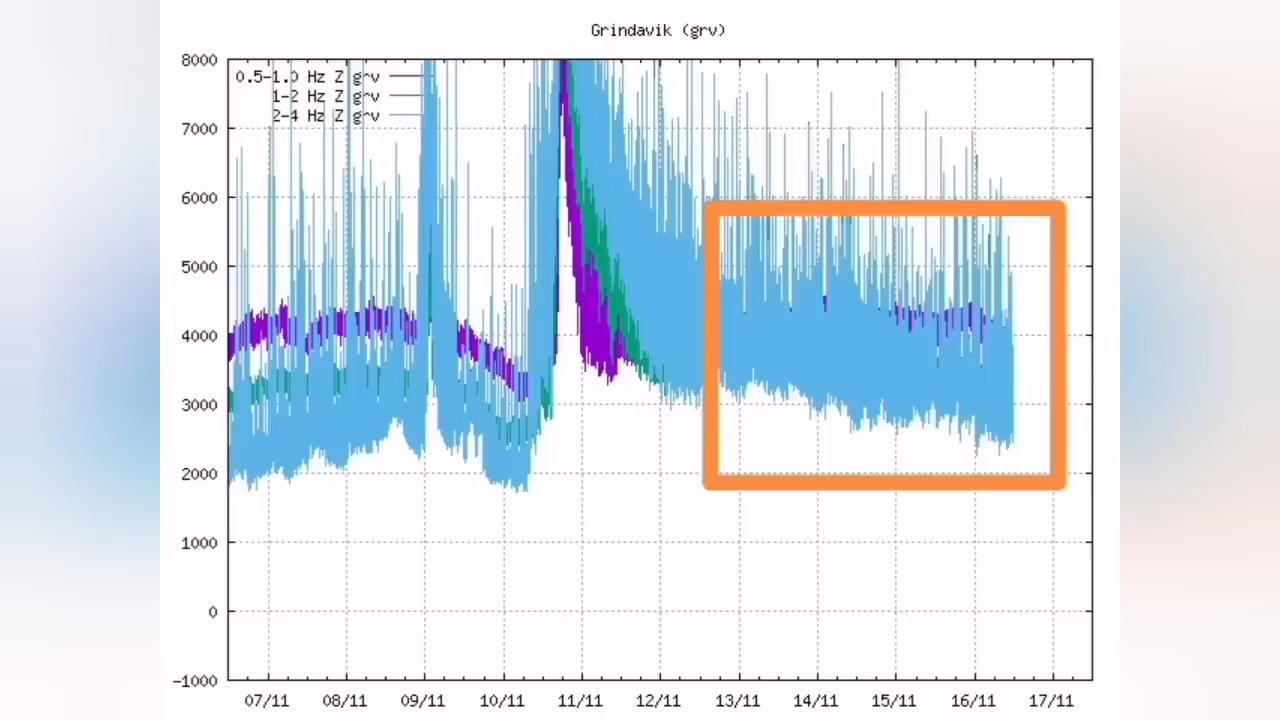 Grindavik (grv)
8000
7000
6000
5000
4000
3000
2000
1000
0
-1000
0.5-1.0 Hz Z grv
1-2 Hz Z grv
2-4 Hz Z grv
07/11 08/11 09/11 10/11 11/11 12/11 13/11 14/11 15/11 16/11 17/11